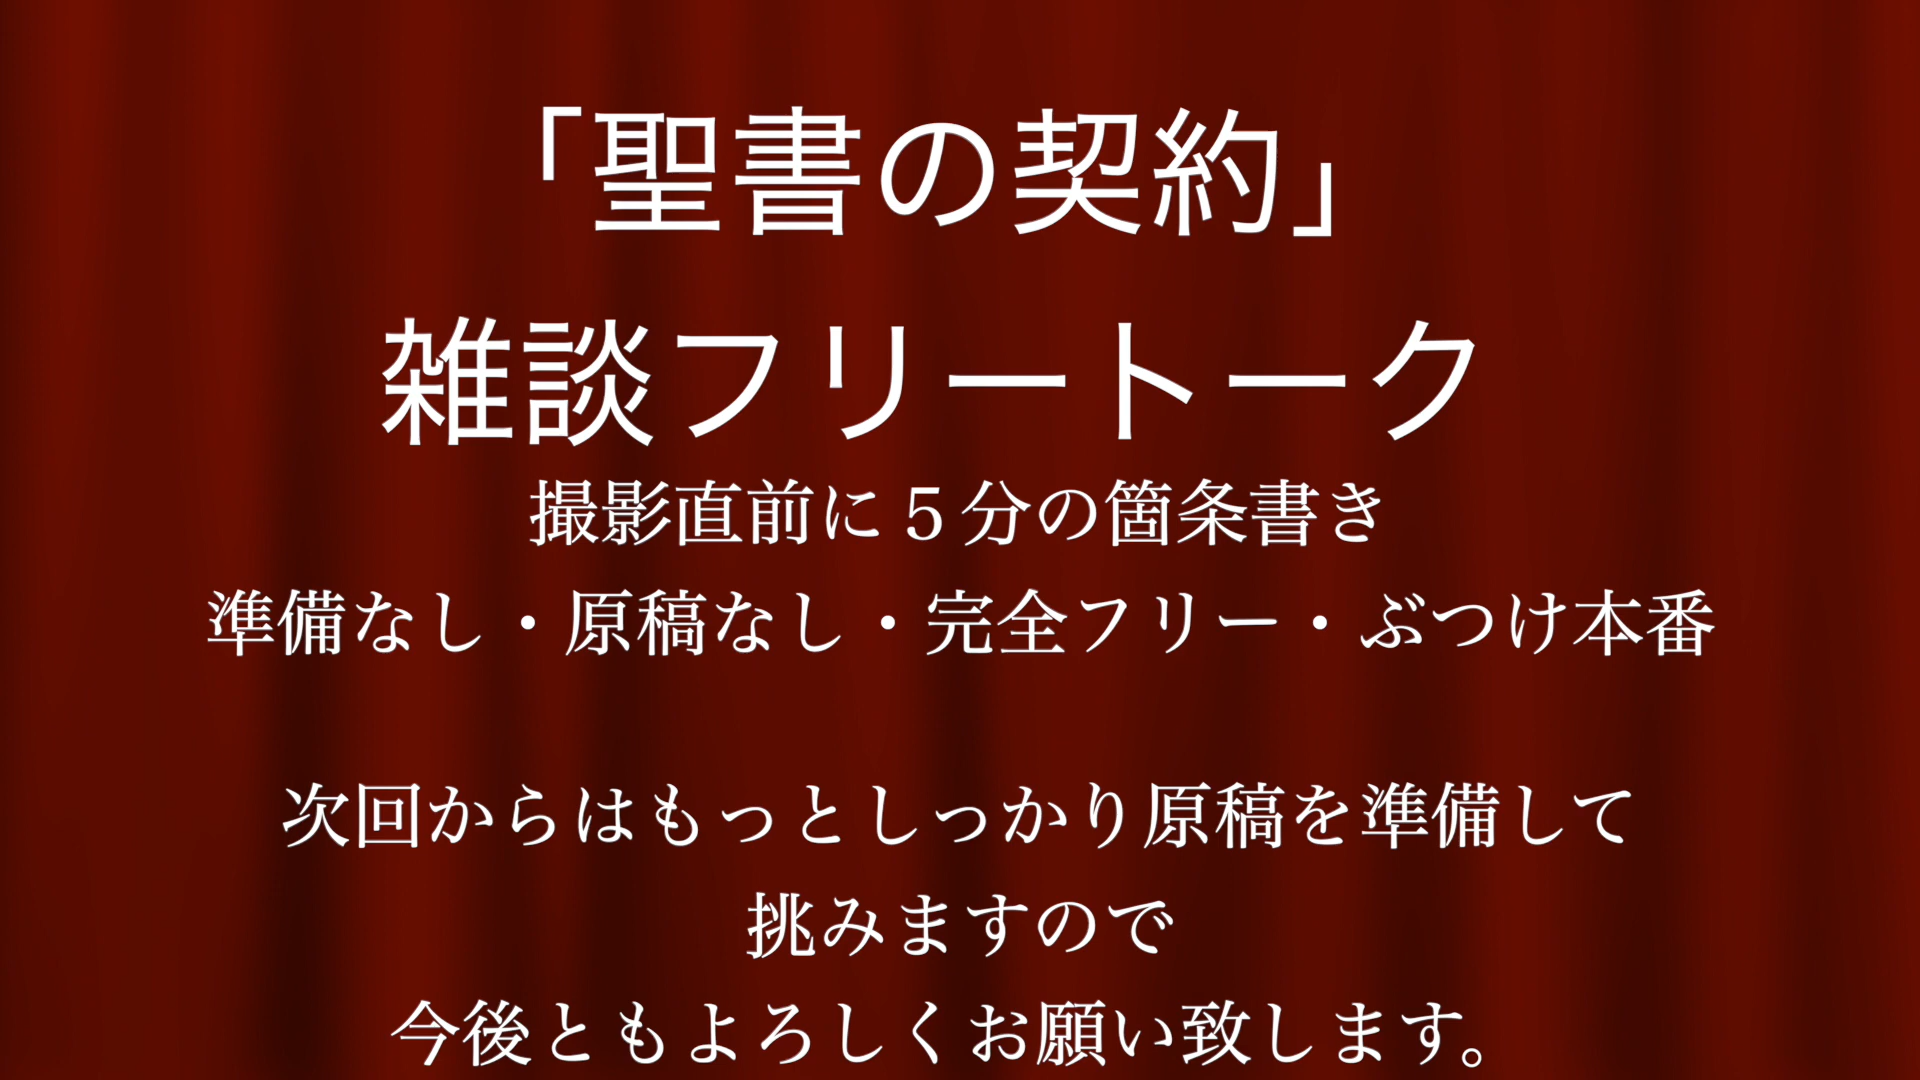 「聖書の契約」
雑談フリートーク
撮影直前に５分の箇条書き
準備なし・原稿なし・完全フリー・ぶつけ本番
次回からはもっとしっかり原稿を準備して
挑みますので
今後ともよろしくお願い致します。